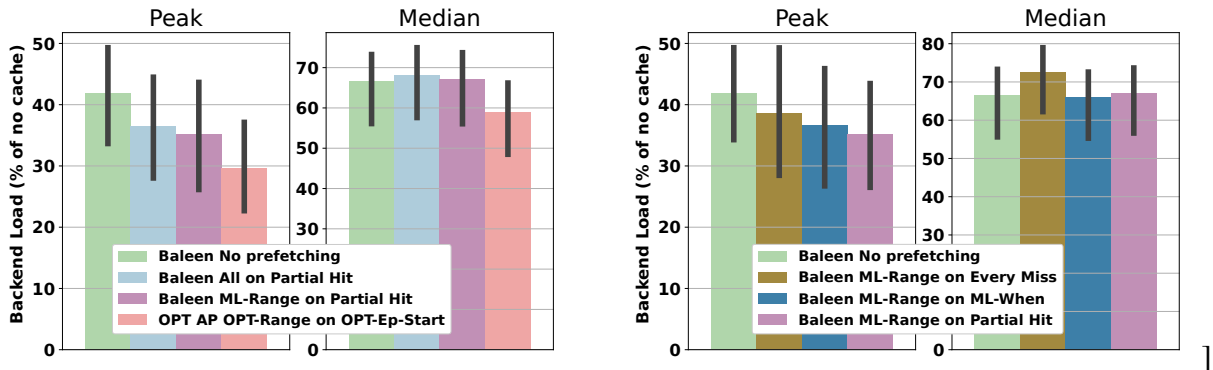 Peak
Median
Backend Load (% of no cache)
50
40
30
20
10
0
70
60
50
40
30
0
Baleen No prefetching
Baleen All on Partial Hit
Baleen ML-Range on Partial Hit
OPT AP OPT-Range on OPT-Ep-Start
Peak
Median
Backend Load (% of no cache)
50
40
30
20
10
0
80
70
60
50
40
30
0
Baleen No prefetching
Baleen ML-Range on Every Miss
Baleen ML-Range on ML-When
Baleen ML-Range on Partial Hit
]